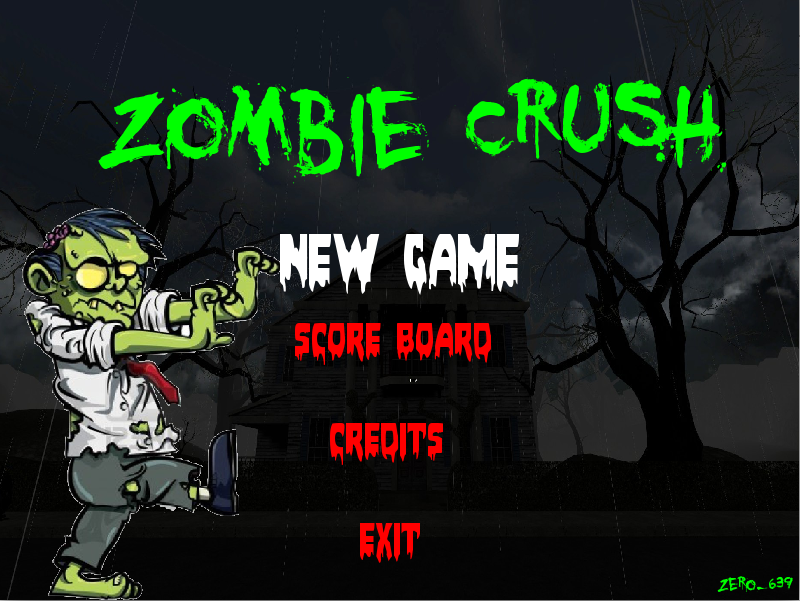 ZOMBIE CRUSH
NEW GAME
SCORE BOARD
CREDITS
EXIT
ZERO_639